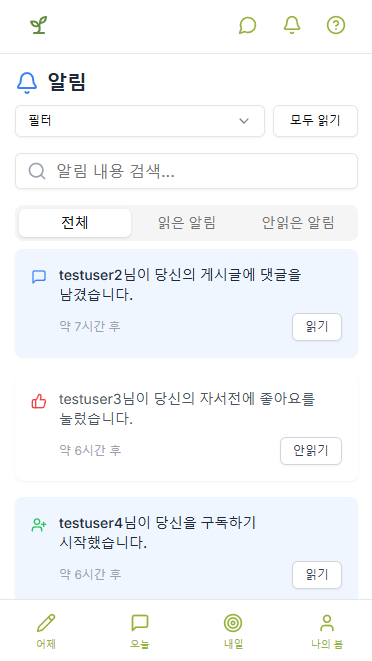 알림
필터
모두 읽기
알림 내용 검색...
전체
읽은 알림
안읽은 알림
testuser2님이 당신의 게시글에 댓글을
남겼습니다.
약 7시간 후
읽기
testuser3님이 당신의 자서전에 좋아요를
눌렀습니다.
약 6시간 후
안읽기
testuser4님이 당신을 구독하기
시작했습니다.
약 6시간 후
읽기
어제
오늘
내일
나의 봄